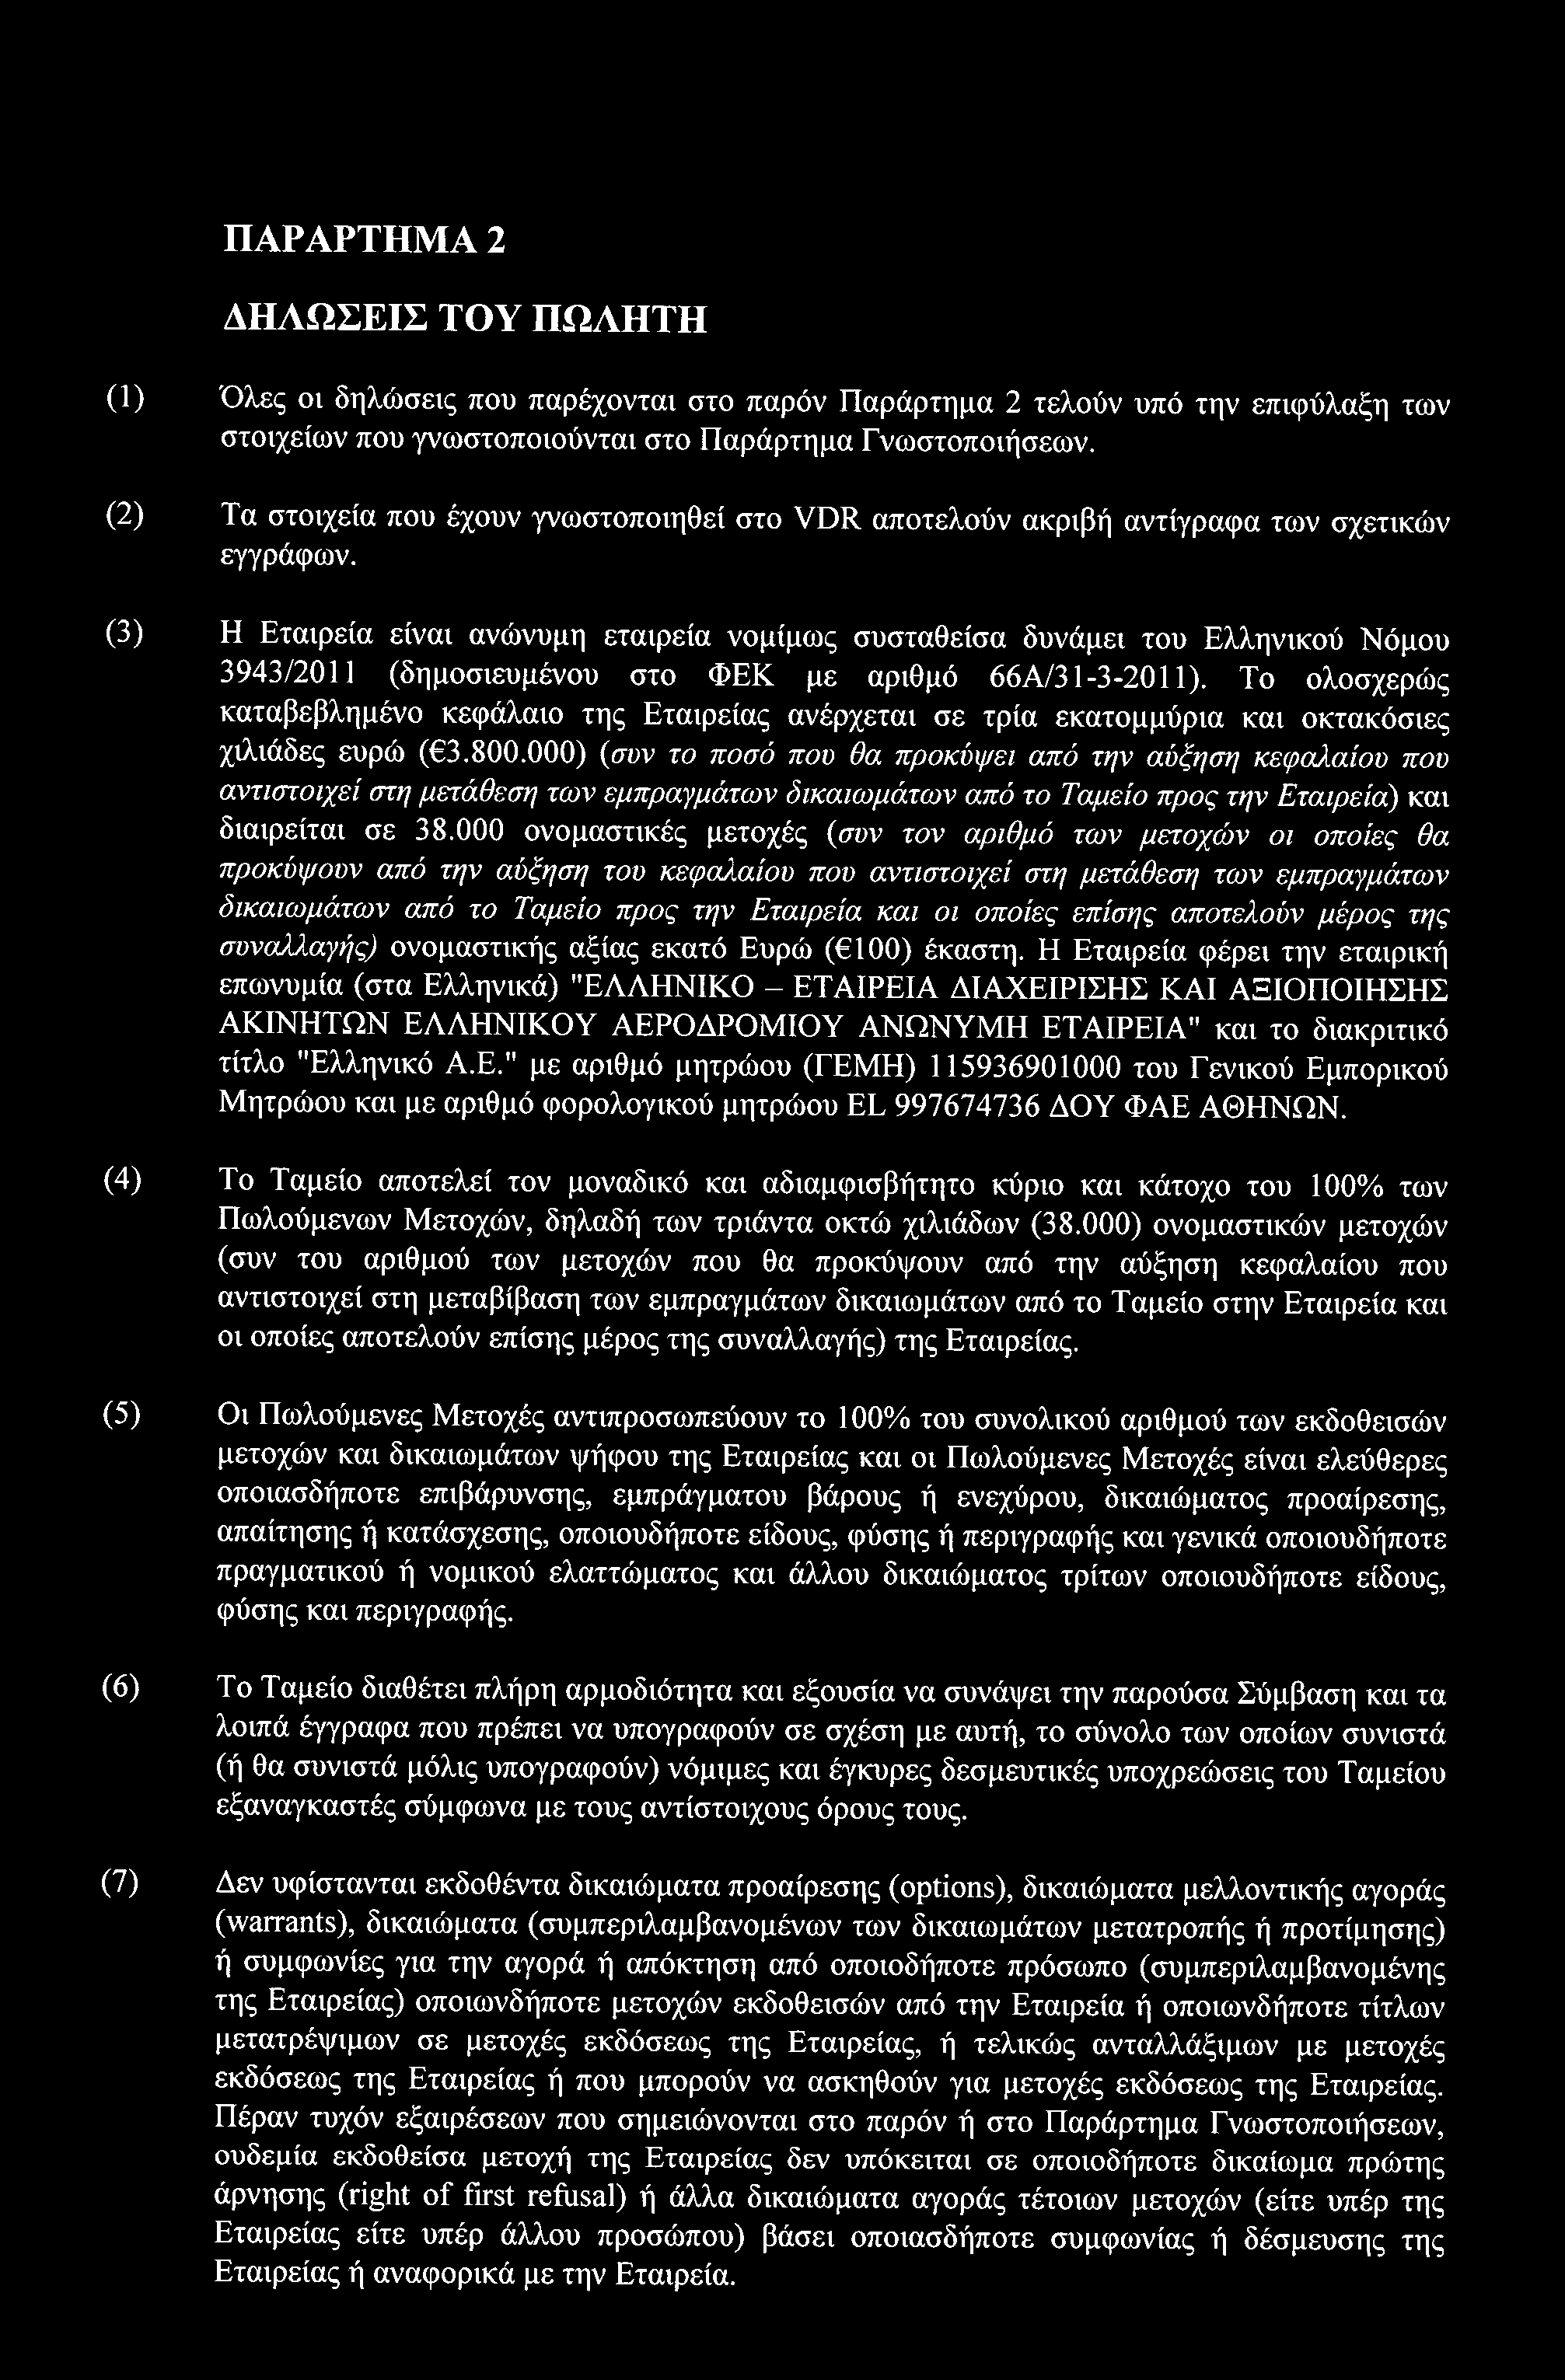 ΠΑΡΑΡΤΗΜΑ 2
ΔΗΛΩΣΕΙΣ ΤΟΥ ΠΩΛΗΤΗ
(1) Όλες οι δηλώσεις που παρέχονται στο παρόν Παράρτημα 2 τελούν υπό την επιφύλαξη των
στοιχείων που γνωστοποιούνται στο Παράρτημα Γνωστοποιήσεων.
(2) Τα στοιχεία που έχουν γνωστοποιηθεί στο VDR αποτελούν ακριβή αντίγραφα των σχετικών
εγγράφων.
(3) Η Εταιρεία είναι ανώνυμη εταιρεία νομίμως συσταθείσα δυνάμει του Ελληνικού Νόμου
3943/2011 (δημοσιευμένου στο ΦΕΚ με αριθμό 66Α/31-3-2011). Το ολοσχερώς
καταβεβλημένο κεφάλαιο της Εταιρείας ανέρχεται σε τρία εκατομμύρια και οκτακόσιες
χιλιάδες ευρώ (€3.800.000) (συν το ποσό που θα προκύψει από την αύξηση κεφαλαίου που
αντιστοιχεί στη μετάθεση των εμπραγμάτων δικαιωμάτων από το Ταμείο προς την Εταιρεία) και
διαιρείται σε 38.000 ονομαστικές μετοχές (συν τον αριθμό των μετοχών οι οποίες θα
προκύψουν από την αύξηση του κεφαλαίου που αντιστοιχεί στη μετάθεση των εμπραγμάτων
δικαιωμάτων από το Ταμείο προς την Εταιρεία και οι οποίες επίσης αποτελούν μέρος της
συναλλαγής) ονομαστικής αξίας εκατό Ευρώ (€100) έκαστη. Η Εταιρεία φέρει την εταιρική
επωνυμία (στα Ελληνικά) "ΕΛΛΗΝΙΚΟ – ΕΤΑΙΡΕΙΑ ΔΙΑΧΕΙΡΙΣΗΣ ΚΑΙ ΑΞΙΟΠΟΙΗΣΗΣ
ΑΚΙΝΗΤΩΝ ΕΛΛΗΝΙΚΟΥ ΑΕΡΟΔΡΟΜΙΟΥ ΑΝΩΝΥΜΗ ΕΤΑΙΡΕΙΑ" και το διακριτικό
τίτλο "Ελληνικό Α.Ε." με αριθμό μητρώου (ΓΕΜΗ) 115936901000 του Γενικού Εμπορικού
Μητρώου και με αριθμό φορολογικού μητρώου EL 997674736 ΔΟΥ ΦΑΕ ΑΘΗΝΩΝ.
(4) Το Ταμείο αποτελεί τον μοναδικό και αδιαμφισβήτητο κύριο και κάτοχο του 100% των
Πωλούμενων Μετοχών, δηλαδή των τριάντα οκτώ χιλιάδων (38.000) ονομαστικών μετοχών
(συν του αριθμού των μετοχών που θα προκύψουν από την αύξηση κεφαλαίου που
αντιστοιχεί στη μεταβίβαση των εμπραγμάτων δικαιωμάτων από το Ταμείο στην Εταιρεία και
οι οποίες αποτελούν επίσης μέρος της συναλλαγής) της Εταιρείας.
(5) Οι Πωλούμενες Μετοχές αντιπροσωπεύουν το 100% του συνολικού αριθμού των εκδοθεισών
μετοχών και δικαιωμάτων ψήφου της Εταιρείας και οι Πωλούμενες Μετοχές είναι ελεύθερες
οποιασδήποτε επιβάρυνσης, εμπράγματου βάρους ή ενεχύρου, δικαιώματος προαίρεσης,
απαίτησης ή κατάσχεσης, οποιουδήποτε είδους, φύσης ή περιγραφής και γενικά οποιουδήποτε
πραγματικού ή νομικού ελαττώματος και άλλου δικαιώματος τρίτων οποιουδήποτε είδους,
φύσης και περιγραφής.
(6) Το Ταμείο διαθέτει πλήρη αρμοδιότητα και εξουσία να συνάψει την παρούσα Σύμβαση και τα
λοιπά έγγραφα που πρέπει να υπογραφούν σε σχέση με αυτή, το σύνολο των οποίων συνιστά
(ή θα συνιστά μόλις υπογραφούν) νόμιμες και έγκυρες δεσμευτικές υποχρεώσεις του Ταμείου
εξαναγκαστές σύμφωνα με τους αντίστοιχους όρους τους.
(7) Δεν υφίστανται εκδοθέντα δικαιώματα προαίρεσης (options), δικαιώματα μελλοντικής αγοράς
(warrants), δικαιώματα (συμπεριλαμβανομένων των δικαιωμάτων μετατροπής ή προτίμησης)
ή συμφωνίες για την αγορά ή απόκτηση από οποιοδήποτε πρόσωπο (συμπεριλαμβανομένης
της Εταιρείας) οποιωνδήποτε μετοχών εκδοθεισών από την Εταιρεία ή οποιωνδήποτε τίτλων
μετατρέψιμων σε μετοχές εκδόσεως της Εταιρείας, ή τελικώς ανταλλάξιμων με μετοχές
εκδόσεως της Εταιρείας ή που μπορούν να ασκηθούν για μετοχές εκδόσεως της Εταιρείας.
Πέραν τυχόν εξαιρέσεων που σημειώνονται στο παρόν ή στο Παράρτημα Γνωστοποιήσεων,
ουδεμία εκδοθείσα μετοχή της Εταιρείας δεν υπόκειται σε οποιοδήποτε δικαίωμα πρώτης
άρνησης (right of first refusal) ή άλλα δικαιώματα αγοράς τέτοιων μετοχών (είτε υπέρ της
Εταιρείας είτε υπέρ άλλου προσώπου) βάσει οποιασδήποτε συμφωνίας ή δέσμευσης της
Εταιρείας ή αναφορικά με την Εταιρεία.